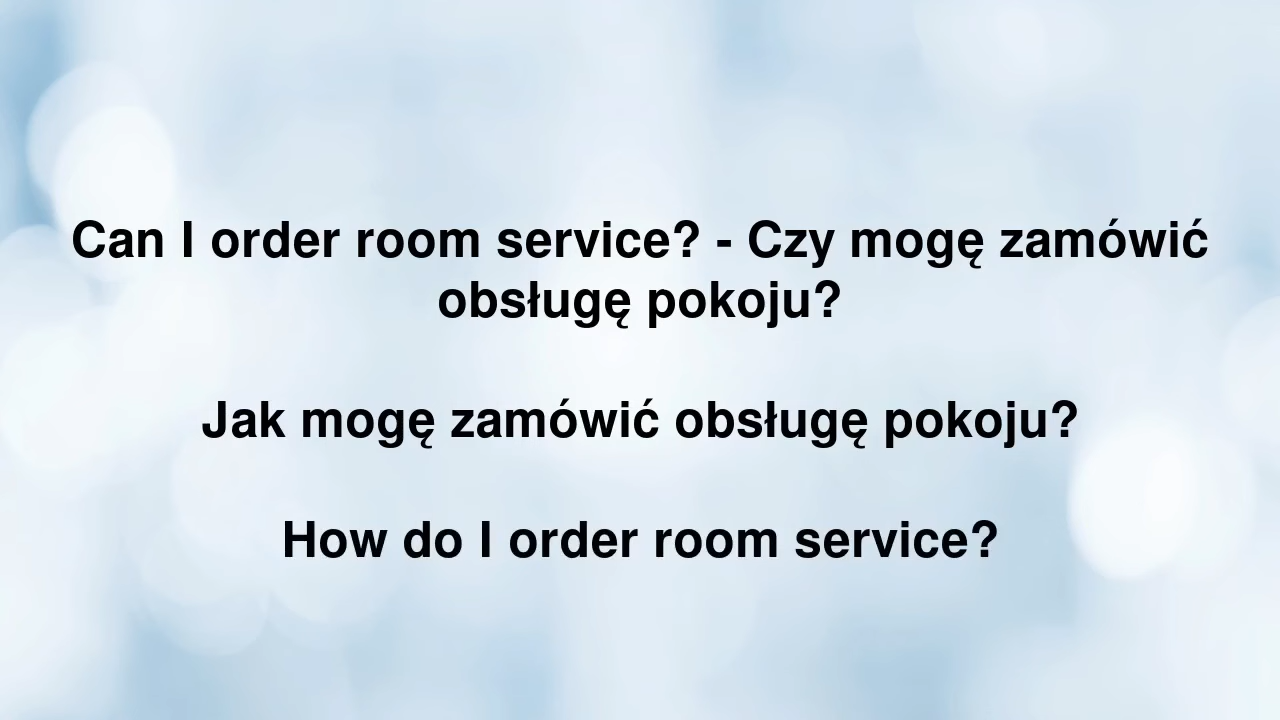 Can I order room service? - Czy mogę zamówić
obsługę pokoju?
Jak mogę zamówić obsługę pokoju?
How do I order room service?